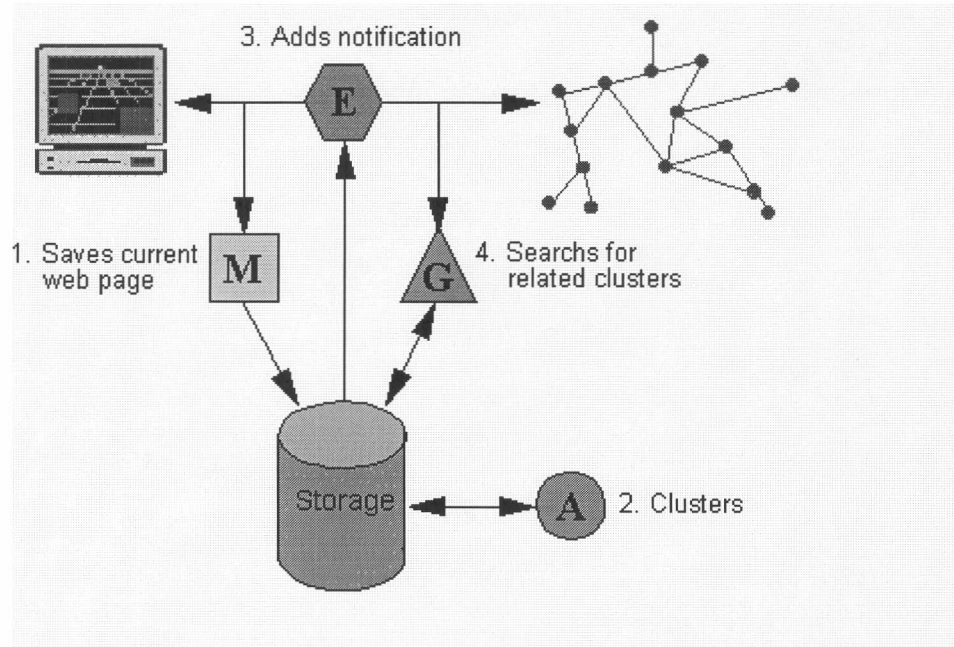 3. Adds notification
E
1. Saves current
web page
M
4. Searchs for
related clusters
G
Storage
A
2. Clusters